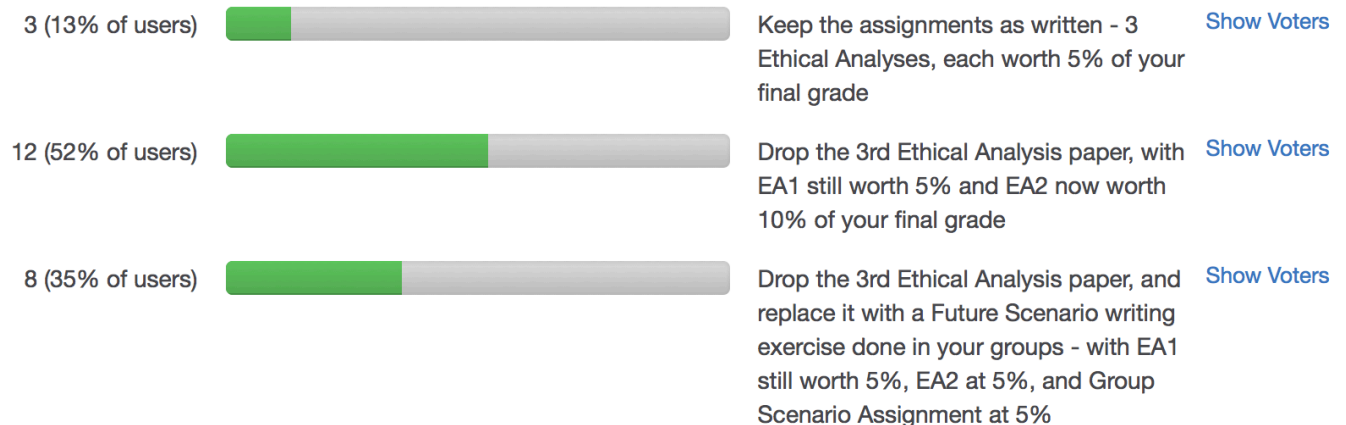 3 (13% of users)
Keep the assignments as written - 3
Ethical Analyses, each worth 5% of your
final grade
Show Voters
12 (52% of users)
Drop the 3rd Ethical Analysis paper, with
EA1 still worth 5% and EA2 now worth
10% of your final grade
Show Voters
8 (35% of users)
Drop the 3rd Ethical Analysis paper, and
replace it with a Future Scenario writing
exercise done in your groups - with EA1
still worth 5%, EA2 at 5%, and Group
Scenario Assignment at 5%
Show Voters